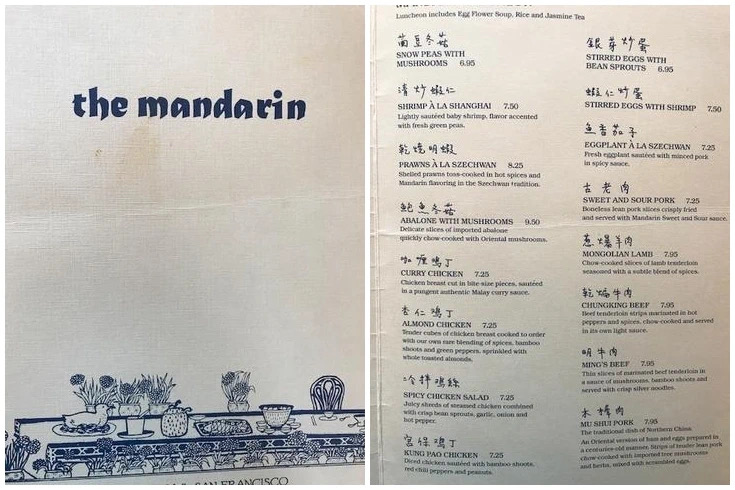 the mandarin
SAN FRANCISCO
Luncheon includes Egg Flower Soup, Rice and Jasmine Tea
雪豆冬菇
SNOW PEAS WITH
MUSHROOMS 6.95
清炒蝦仁
SHRIMP À LA SHANGHAI 7.50
Lightly sautéed baby shrimp, flavor accented
with fresh green peas.
乾燒明蝦
PRAWNS À LA SZECHWAN 8.25
Shelled prawns toss-cooked in hot spices and
Mandarin flavoring in the Szechwan tradition.
鮑魚冬菇
ABALONE WITH MUSHROOMS 9.50
Delicate slices of imported abalone
quickly chow-cooked with Oriental mushrooms.
咖喱鸡丁
CURRY CHICKEN 7.25
Chicken breast cut in bite-size pieces, sautéed
in a pungent authentic Malay curry sauce.
杏仁鸡丁
ALMOND CHICKEN 7.25
Tender cubes of chicken breast cooked to order
with our own rare blending of spices, bamboo
shoots and green peppers, sprinkled with
whole toasted almonds.
冷拌鸡絲
SPICY CHICKEN SALAD 7.25
Juicy shreds of steamed chicken combined
with crisp bean sprouts, garlic, onion and
hot pepper.
宮保鸡丁
KUNG PAO CHICKEN 7.25
Diced chicken sautéed with bamboo shoots,
red chili peppers and peanuts.
銀芽炒蛋
STIRRED EGGS WITH
BEAN SPROUTS 6.95
蝦仁炒蛋
STIRRED EGGS WITH SHRIMP 7.50
魚香茄子
EGGPLANT À LA SZECHWAN 7.25
Fresh eggplant sautéed with minced pork
in spicy sauce.
古老肉
SWEET AND SOUR PORK 7.25
Boneless lean pork slices crisply fried
and served with Mandarin Sweet and Sour sauce.
葱爆羊肉
MONGOLIAN LAMB 7.95
Chow-cooked slices of lamb tenderloin
seasoned with a subtle blend of spices.
乾煸牛肉
CHUNGKING BEEF 7.95
Beef tenderloin strips marinated in hot
peppers and spices, chow-cooked and served
in its own light sauce.
明牛肉
MING'S BEEF 7.95
Thin slices of marinated beef tenderloin in
a sauce of mushrooms, bamboo shoots and
served with crisp silver noodles.
木樨肉
MU SHUI PORK 7.95
The traditional dish of Northern China.
An Oriental version of ham and eggs prepared in
a centuries-old manner. Strips of tender lean pork
chow-cooked with imported tree mushrooms
and herbs, mixed with scrambled eggs.